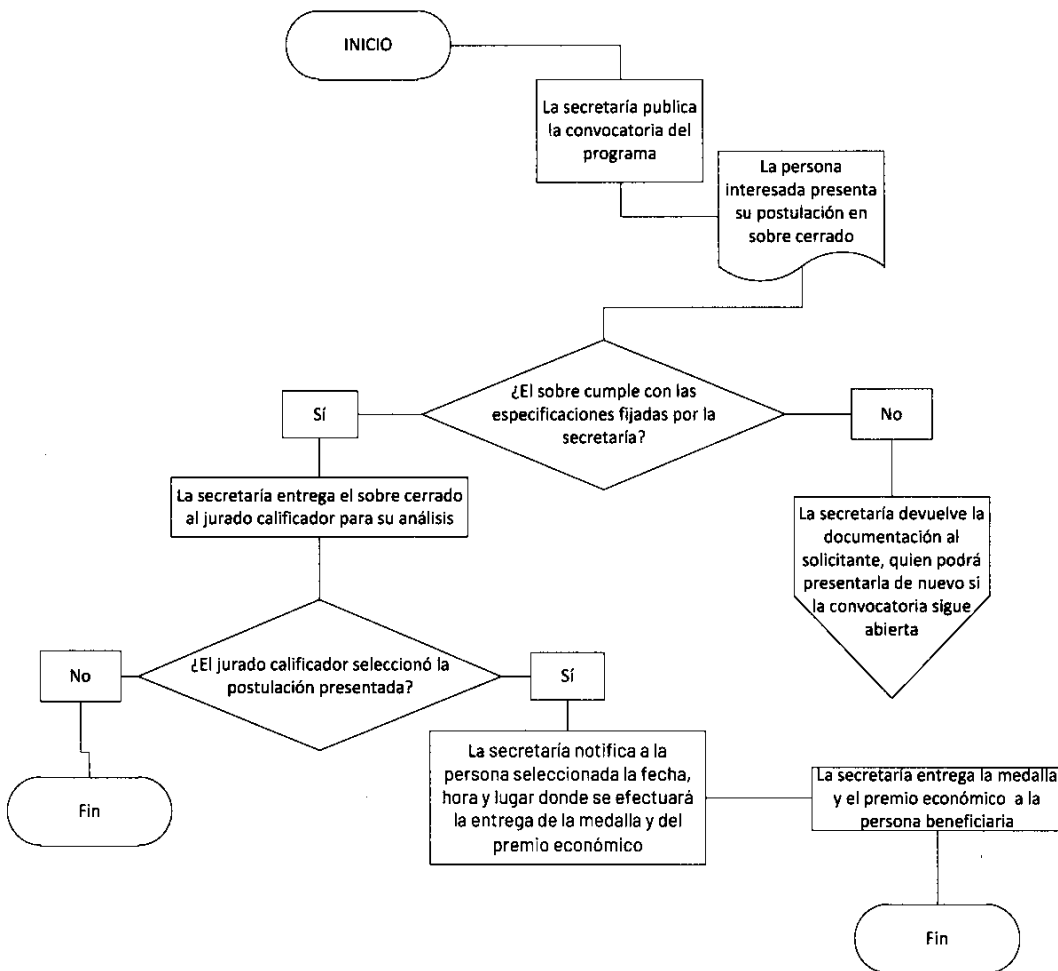 INICIO
La secretaría publica
la convocatoria del
programa
La persona
interesada presenta
su postulación en
sobre cerrado
¿El sobre cumple con las
especificaciones fijadas por la
secretaría?
Sí
No
La secretaría entrega el sobre cerrado
al jurado calificador para su análisis
La secretaría devuelve la
documentación al
solicitante, quien podrá
presentarla de nuevo si
la convocatoria sigue
abierta
¿El jurado calificador seleccionó la
postulación presentada?
No
Sí
Fin
La secretaría notifica a la
persona seleccionada la fecha,
hora y lugar donde se efectuará
la entrega de la medalla y del
premio económico
La secretaría entrega la medalla
y el premio económico a la
persona beneficiaria
Fin